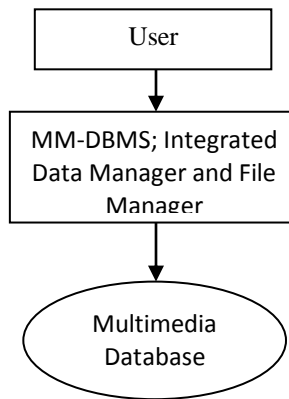 User
MM-DBMS; Integrated
Data Manager and File
Manager
Multimedia
Database